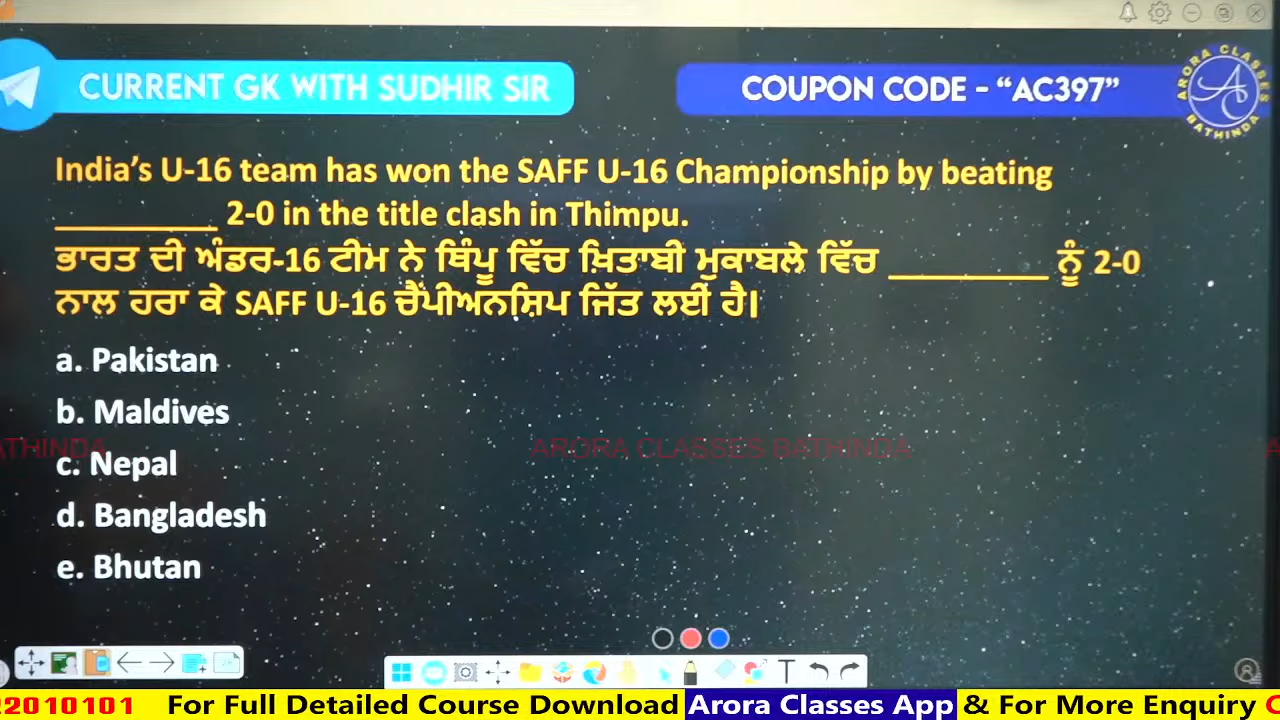 CURRENT GK WITH SUDHIR SIR
COUPON CODE - “AC397”
ARORA CLASSES
BATHINDA
India’s U-16 team has won the SAFF U-16 Championship by beating
_________ 2-0 in the title clash in Thimpu.
ਭਾਰਤ ਦੀ ਅੰਡਰ-16 ਟੀਮ ਨੇ ਥਿੰਪੂ ਵਿੱਚ ਖ਼ਿਤਾਬੀ ਮੁਕਾਬਲੇ ਵਿੱਚ _________ ਨੂੰ 2-0
ਨਾਲ ਹਰਾ ਕੇ SAFF U-16 ਚੈਂਪੀਅਨਸ਼ਿਪ ਜਿੱਤ ਲਈ ਹੈ।
a. Pakistan
b. Maldives
ATHINDA ARORA CLASSES BATHINDA
c. Nepal
d. Bangladesh
e. Bhutan
2010101 For Full Detailed Course Download Arora Classes App & For More Enquiry